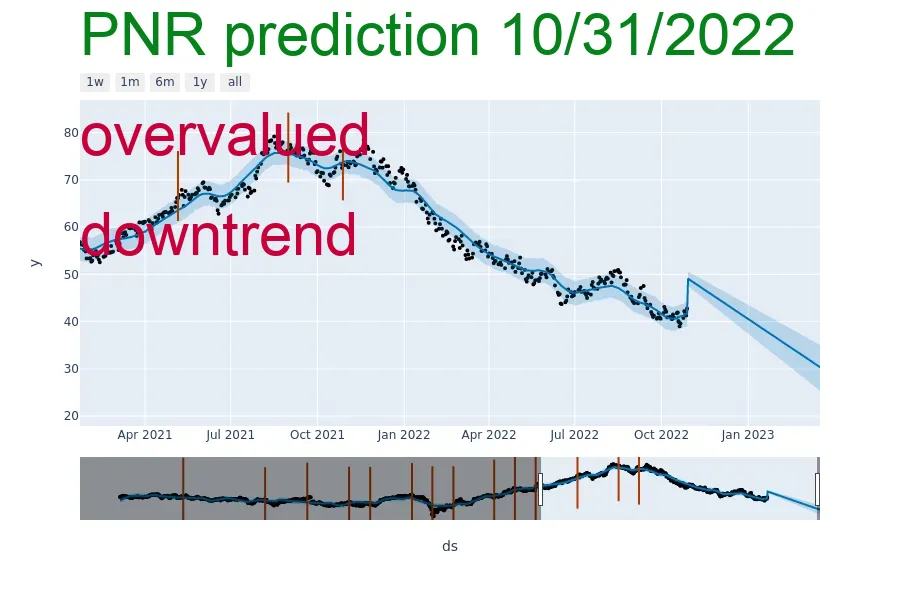 PNR prediction 10/31/2022
1w 1m 6m 1y all
overvalued
downtrend
80
70
60
50
40
30
20
y
Apr 2021 Jul 2021 Oct 2021 Jan 2022 Apr 2022 Jul 2022 Oct 2022 Jan 2023
ds